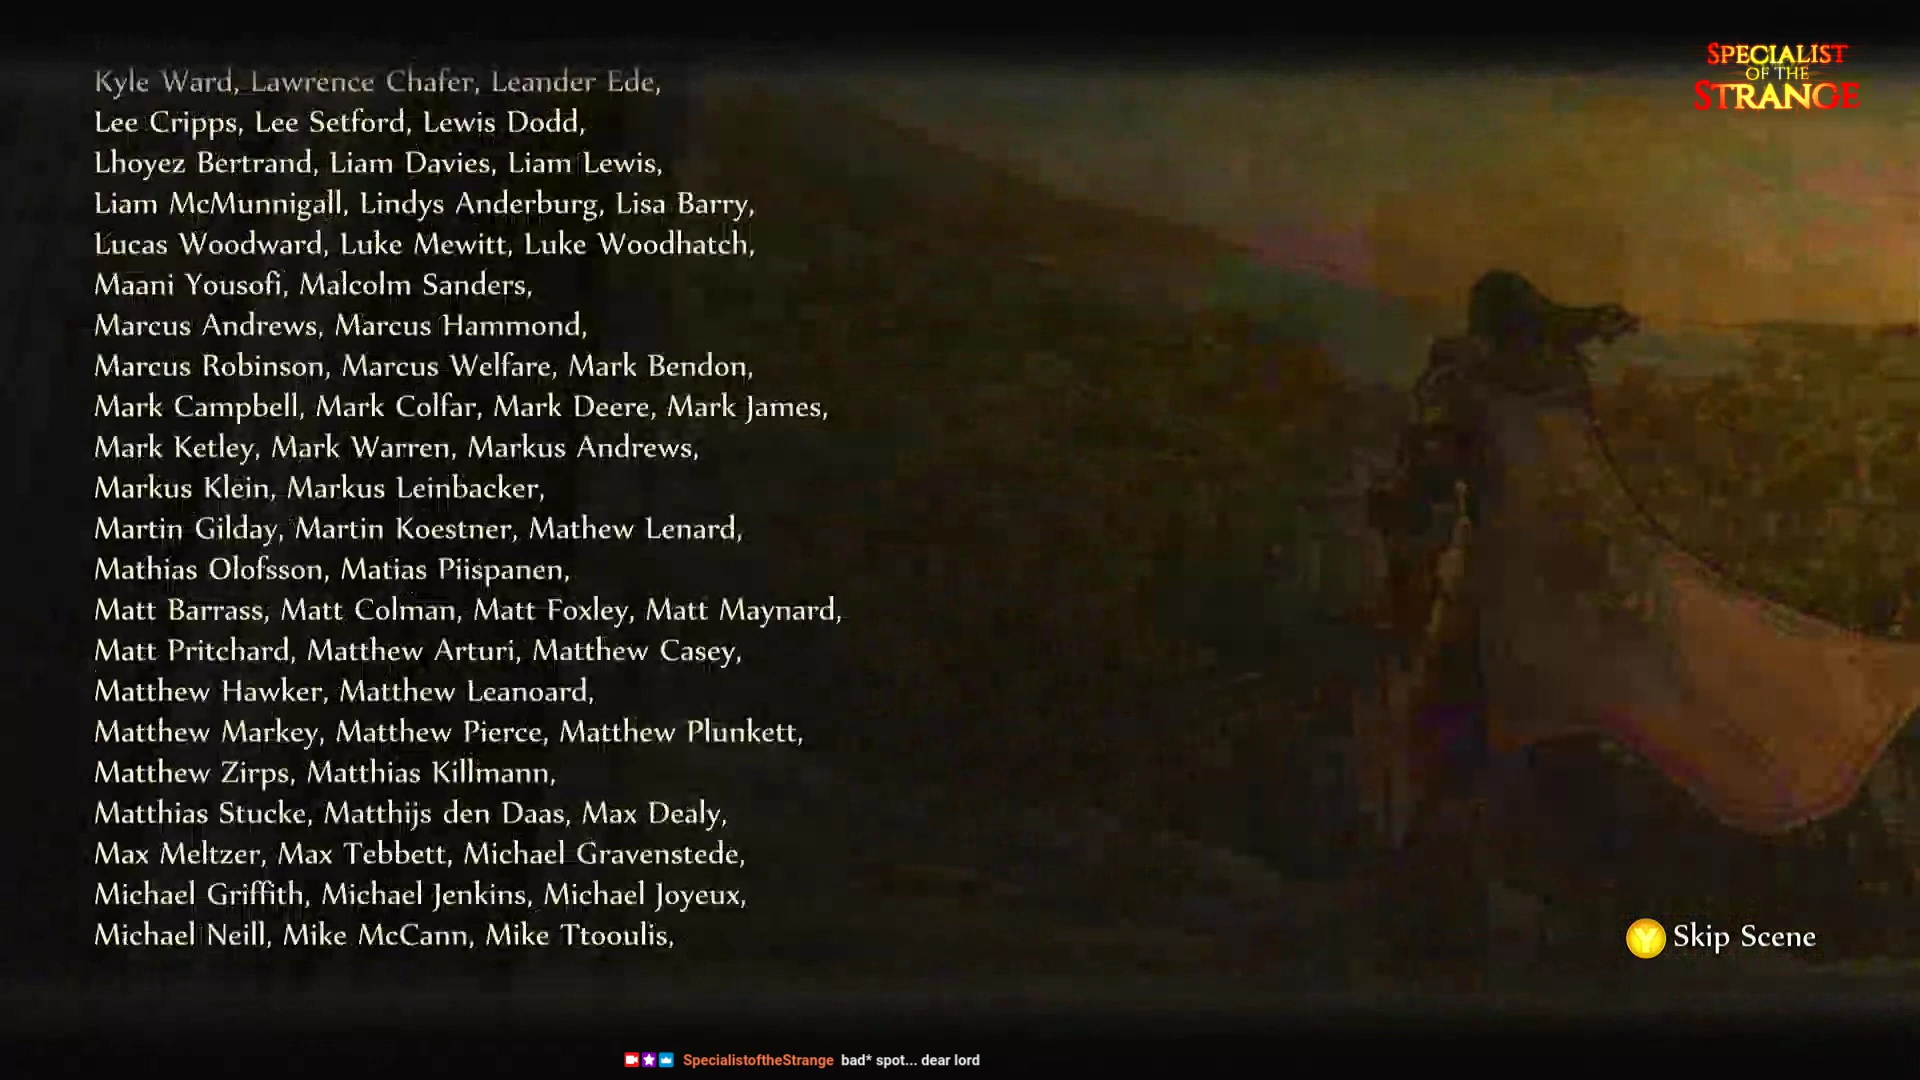 Kyle Ward, Lawrence Chafer, Leander Ede,
Lee Cripps, Lee Setford, Lewis Dodd,
Lhoyez Bertrand, Liam Davies, Liam Lewis,
Liam McMunnigall, Lindys Anderburg, Lisa Barry,
Lucas Woodward, Luke Mewitt, Luke Woodhatch,
Maani Yousofi, Malcolm Sanders,
Marcus Andrews, Marcus Hammond,
Marcus Robinson, Marcus Welfare, Mark Bendon,
Mark Campbell, Mark Colfar, Mark Deere, Mark James,
Mark Ketley, Mark Warren, Markus Andrews,
Markus Klein, Markus Leinbacker,
Martin Gilday, Martin Koestner, Mathew Lenard,
Mathias Olofsson, Matias Piispanen,
Matt Barrass, Matt Colman, Matt Foxley, Matt Maynard,
Matt Pritchard, Matthew Arturi, Matthew Casey,
Matthew Hawker, Matthew Leanoard,
Matthew Markey, Matthew Pierce, Matthew Plunkett,
Matthew Zirps, Matthias Killmann,
Matthias Stucke, Matthijs den Daas, Max Dealy,
Max Meltzer, Max Tebbett, Michael Gravenstede,
Michael Griffith, Michael Jenkins, Michael Joyeux,
Michael Neill, Mike McCann, Mike Ttooulis,
SPECIALIST
OF THE
STRANGE
Y Skip Scene
SpecialistoftheStrange bad* spot... dear lord